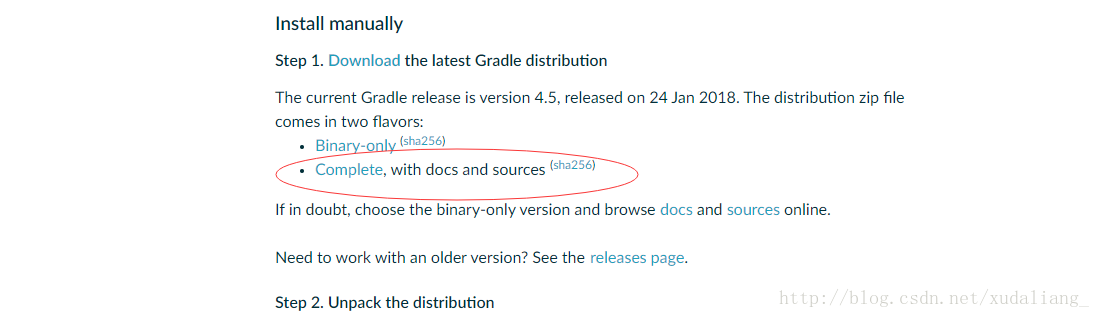 Install manually
Step 1. Download the latest Gradle distribution
The current Gradle release is version 4.5, released on 24 Jan 2018. The distribution zip file
comes in two flavors:
• Binary-only (sha256)
• Complete, with docs and sources (sha256)
If in doubt, choose the binary-only version and browse docs and sources online.
Need to work with an older version? See the releases page.
Step 2. Unpack the distribution
http://blog.csdn.net/xudaliang_